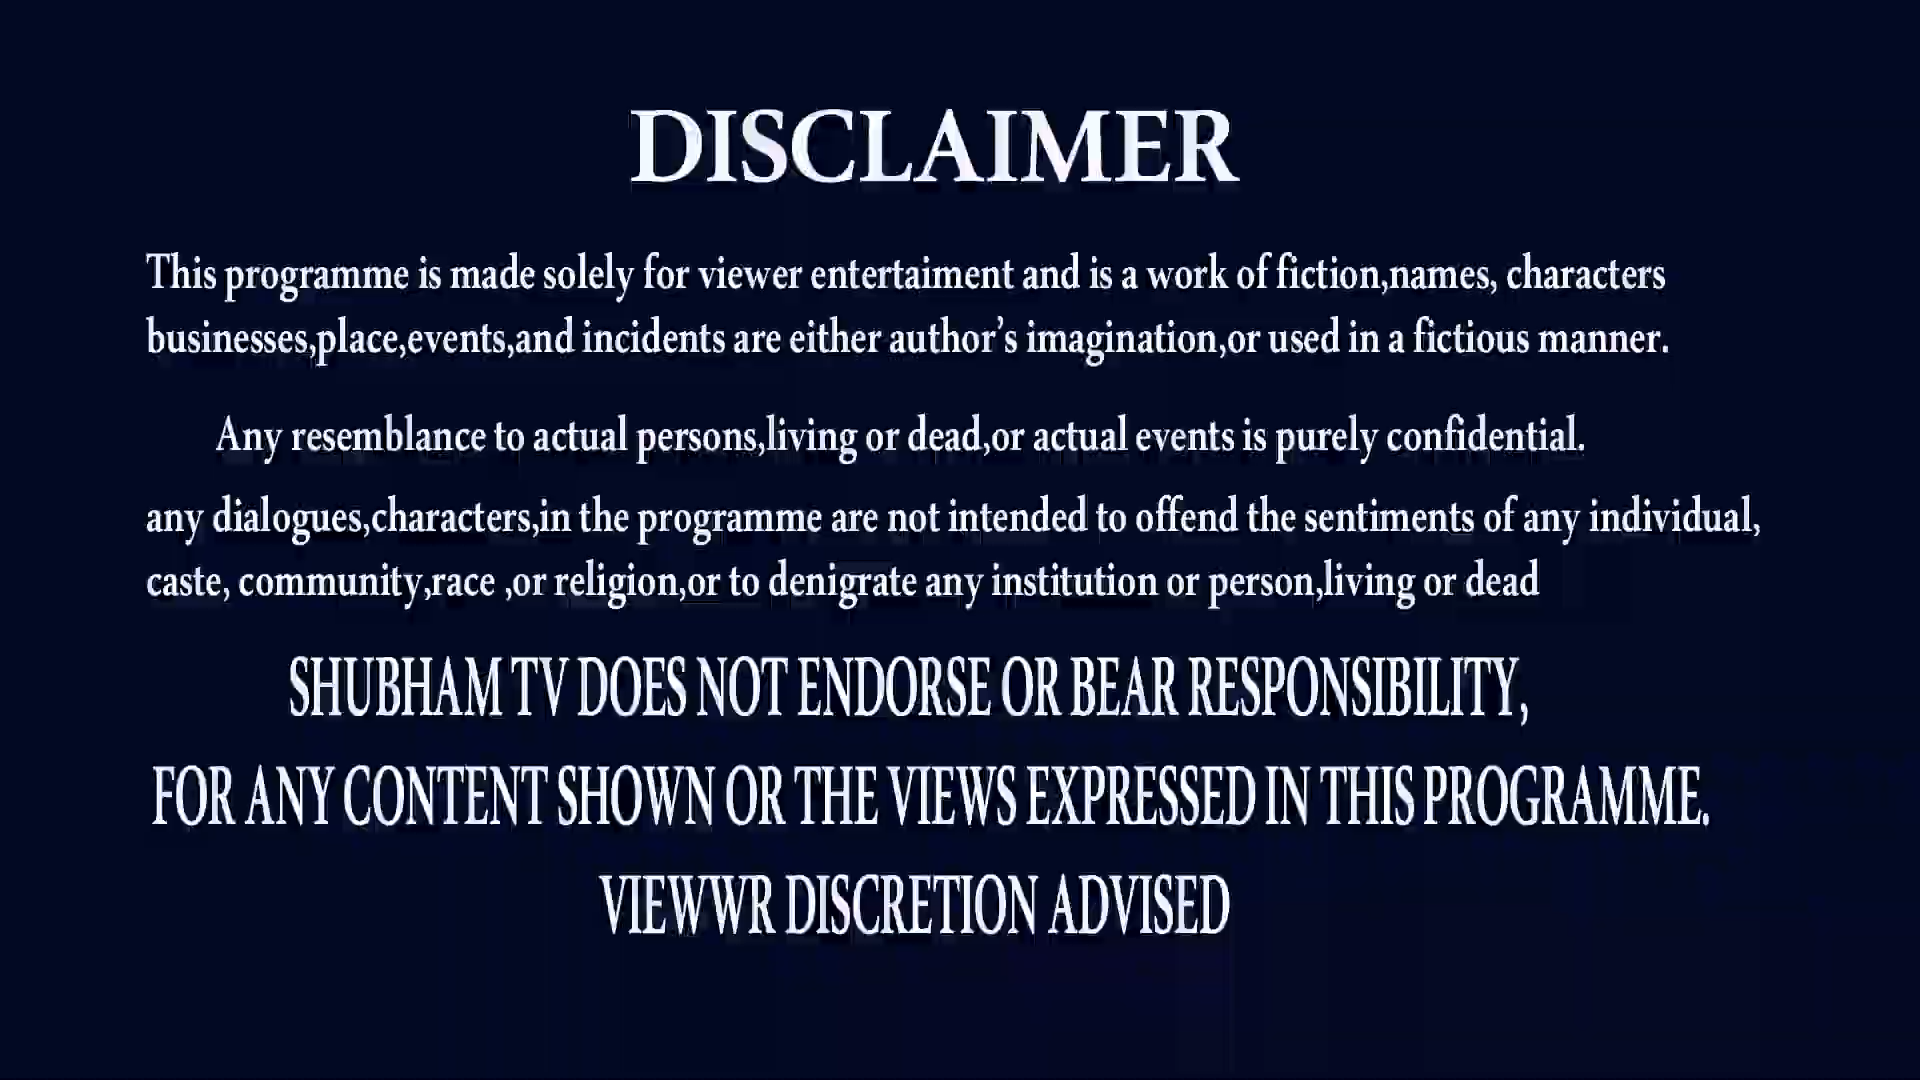 DISCLAIMER
This programme is made solely for viewer entertaiment and is a work of fiction,names, characters
businesses,place,events,and incidents are either author's imagination,or used in a fictious manner.
Any resemblance to actual persons,living or dead,or actual events is purely confidential.
any dialogues,characters,in the programme are not intended to offend the sentiments of any individual,
caste, community,race ,or religion,or to denigrate any institution or person,living or dead
SHUBHAM TV DOES NOT ENDORSE OR BEAR RESPONSIBILITY,
FOR ANY CONTENT SHOWN OR THE VIEWS EXPRESSED IN THIS PROGRAMME.
VIEWWR DISCRETION ADVISED